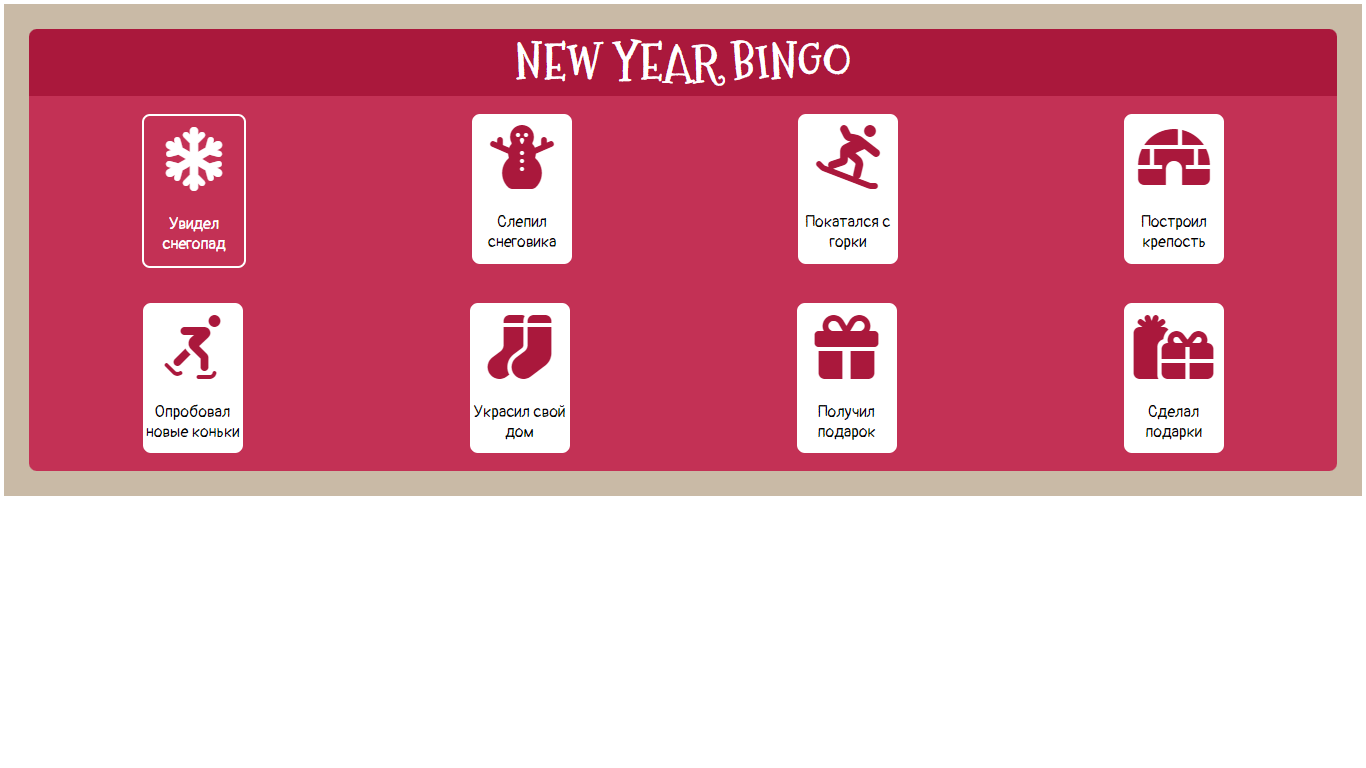 NEW YEAR BINGO
Увидел
снегопад
Слепил
снеговика
Покатался с
горки
Построил
крепость
Опробовал
новые коньки
Украсил свой
дом
Получил
подарок
Сделал
подарки